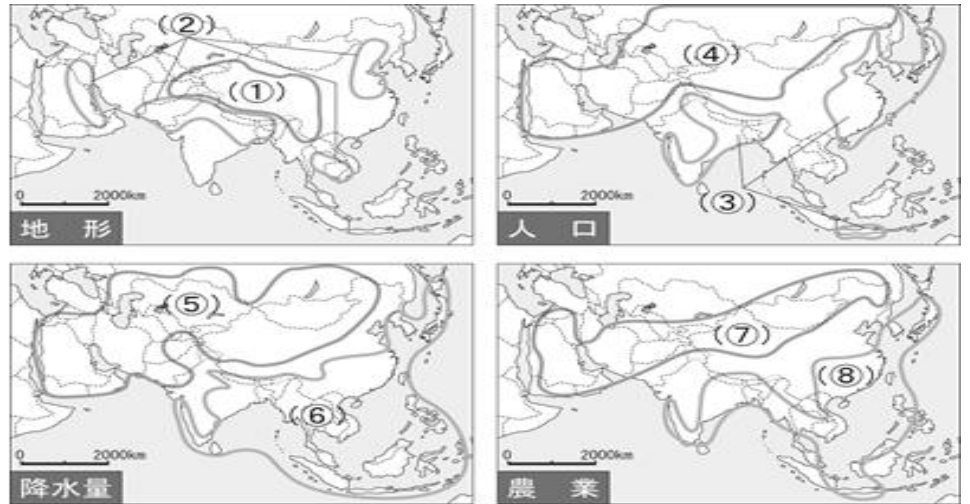 (②)
(①)
0 2000km
地 形
(④)
(③)
0 2000km
人 口
(⑤)
(⑥)
0 2000km
降水量
(⑦)
(⑧)
0 2000km
農 業